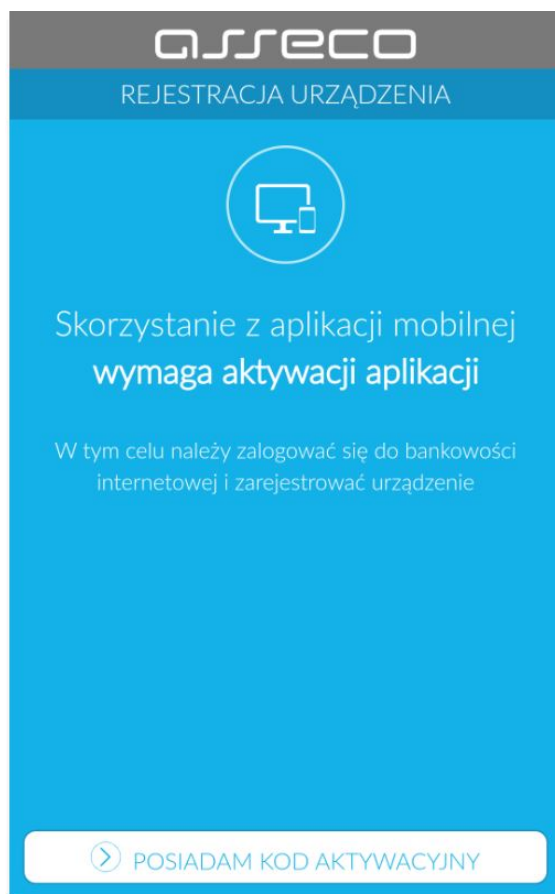 asseco
REJESTRACJA URZĄDZENIA
Skorzystanie z aplikacji mobilnej
wymaga aktywacji aplikacji
W tym celu należy zalogować się do bankowości
internetowej i zarejestrować urządzenie
POSIADAM KOD AKTYWACYJNY